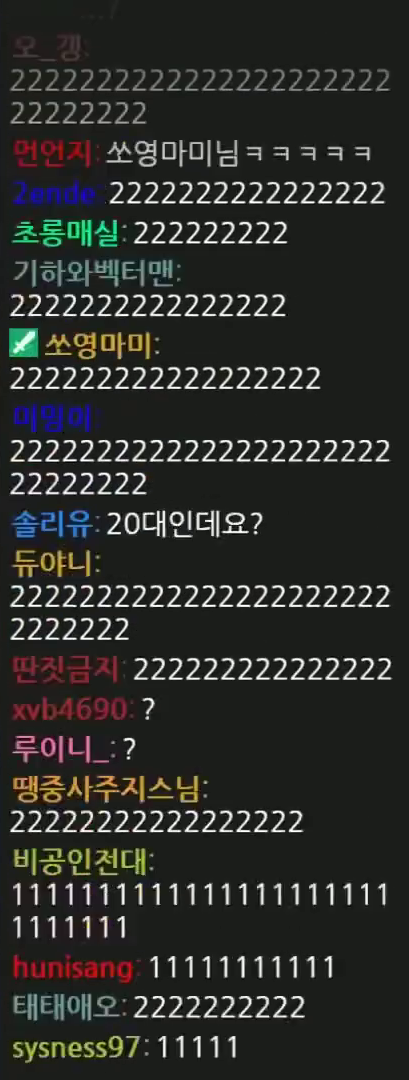 오_갱:
2222222222222222222222
22222222
먼언지: 쏘영마미님ㅋㅋㅋㅋㅋ
2ende: 2222222222222222
초롱매실: 222222222
기하와벡터맨:
2222222222222222
쏘영마미:
222222222222222222
2222222222222222222222
22222222
솔리유: 20대인데요?
듀야니:
2222222222222222222222
2222222
딴짓금지: 222222222222222
xvb4690: ?
루이니_: ?
땡중사주지스님:
22222222222222222
비공인전대:
1111111111111111111111
1111111
hunisang: 11111111111
태태애오: 2222222222
sysness97: 11111